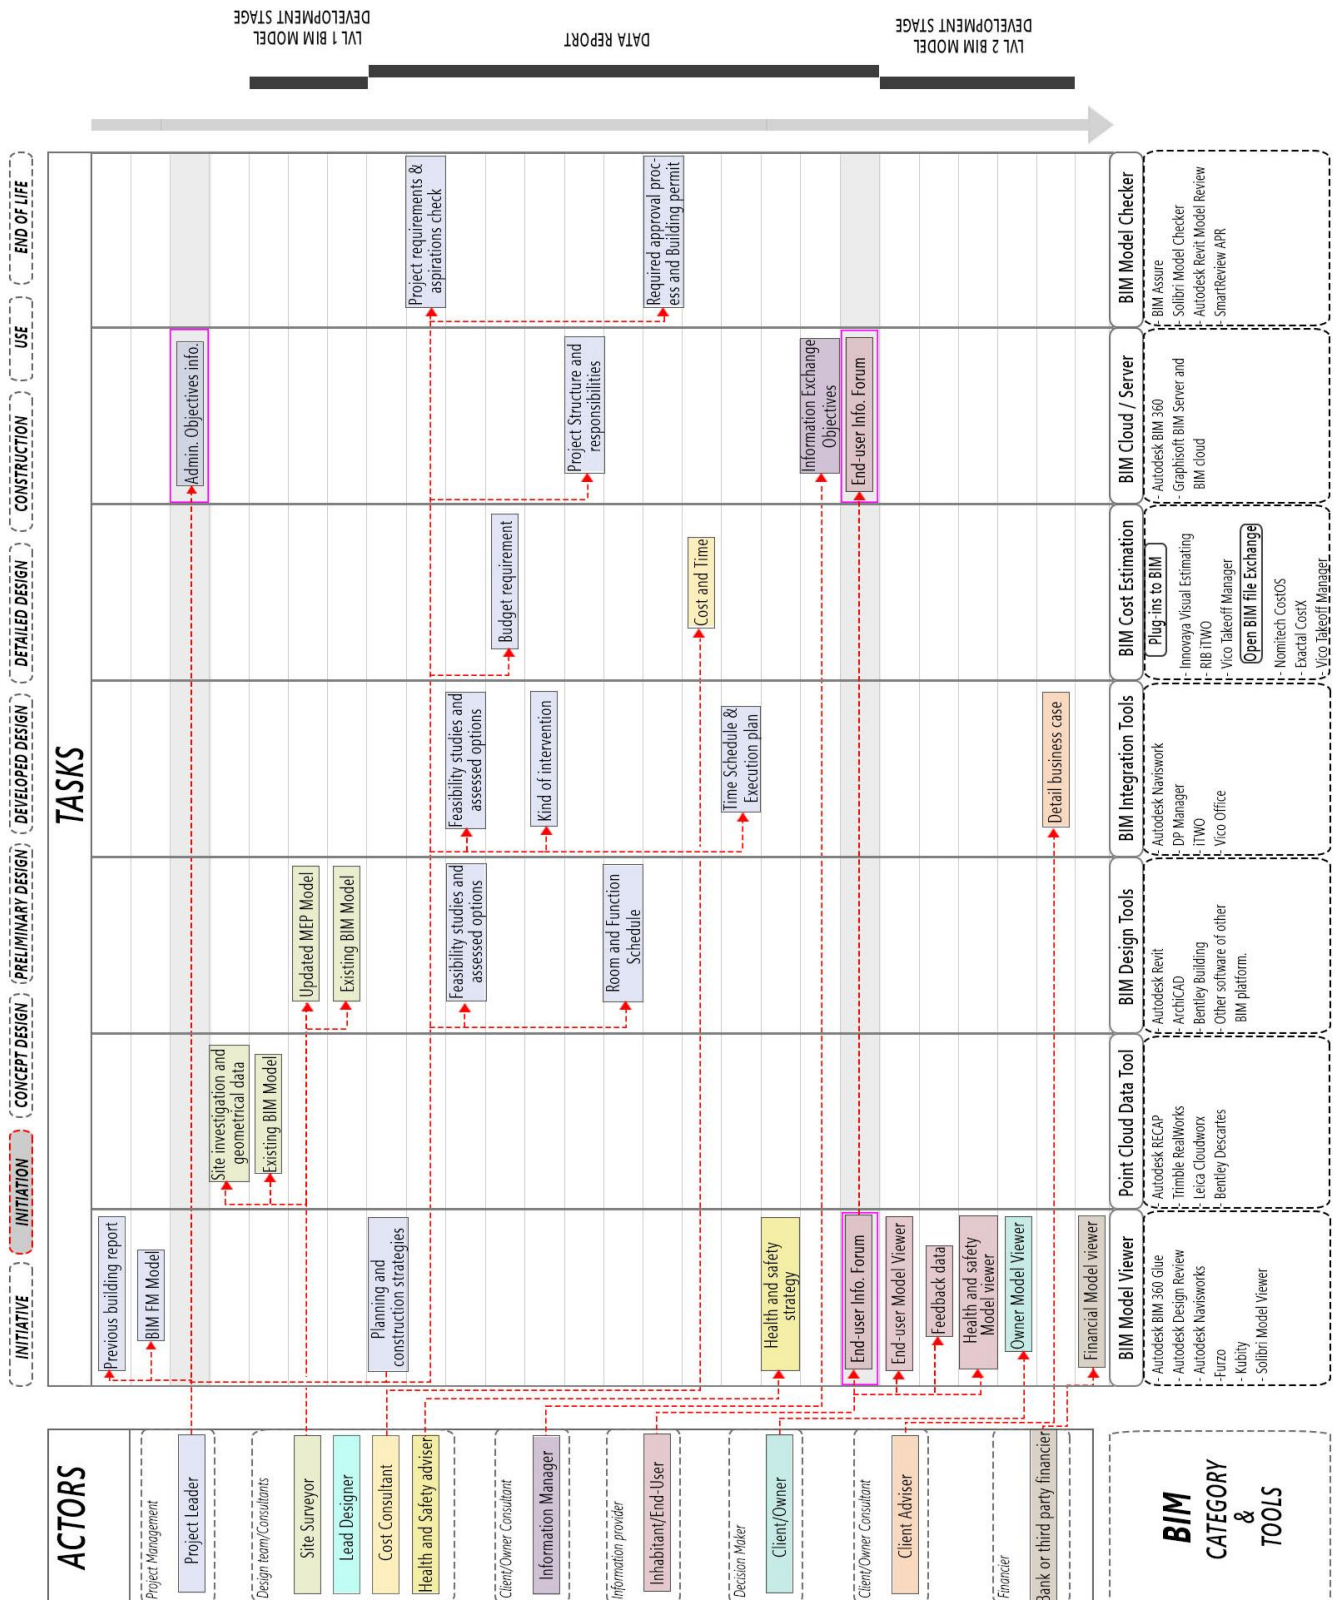 INITIATIVE
INITIATION
CONCEPT DESIGN
PRELIMINARY DESIGN
DEVELOPED DESIGN
DETAILED DESIGN
CONSTRUCTION
USE
END OF LIFE
ACTORS
TASKS
Project Management
Project Leader
Design team/Consultants
Site Surveyor
Lead Designer
Cost Consultant
Health and Safety adviser
Client/Owner Consultant
Information Manager
Information provider
Inhabitant/End-User
Decision Maker
Client/Owner
Client/Owner Consultant
Client Adviser
Financier
Bank or third party financier
Previous building report
BIM FM Model
Planning and
construction strategies
Health and safety
strategy
End-user Info. Forum
End-user Model Viewer
Feedback data
Health and safety
Model viewer
Owner Model Viewer
Financial Model viewer
Site investigation and
geometrical data
Existing BIM Model
Updated MEP Model
Existing BIM Model
Feasibility studies and
assessed options
Room and Function
Schedule
Feasibility studies and
assessed options
Kind of intervention
Time Schedule &
Execution plan
Detail business case
Budget requirement
Cost and Time
Admin. Objectives info.
Project Structure and
responsibilities
Information Exchange
Objectives
End-user Info. Forum
Project requirements &
aspirations check
Required approval proc-
ess and Building permit
LVL 1 BIM MODEL
DEVELOPMENT STAGE
DATA REPORT
LVL 2 BIM MODEL
DEVELOPMENT STAGE
BIM
CATEGORY
&
TOOLS
BIM Model Viewer
- Autodesk BIM 360 Glue
- Autodesk Design Review
- Autodesk Navisworks
-Furzo
- Kubity
- Solibri Model Viewer
Point Cloud Data Tool
- Autodesk RECAP
- Trimble RealWorks
- Leica Cloudworx
- Bentley Descartes
BIM Design Tools
- Autodesk Revit
- ArchiCAD
- Bentley Building
- Other software of other
BIM platform.
BIM Integration Tools
- Autodesk Naviswork
- DP Manager
- iTWO
- Vico Office
BIM Cost Estimation
Plug-ins to BIM
- Innovaya Visual Estimating
- RIB iTWO
- Vico Takeoff Manager
Open BIM file Exchange
- Nomitech CostOS
- Exactal CostX
- Vico Takeoff Manager
BIM Cloud / Server
- Autodesk BIM 360
- Graphisoft BIM Server and
BIM cloud
BIM Model Checker
- BIM Assure
- Solibri Model Checker
- Autodesk Revit Model Review
- SmartReview APR